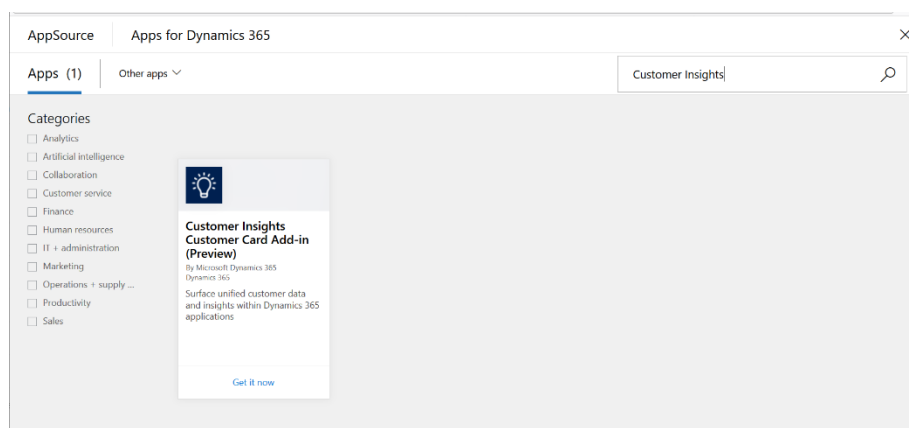 AppSource Apps for Dynamics 365
Apps (1) Other apps Customer Insights
Categories
Analytics
Artificial intelligence
Collaboration
Customer service
Finance
Human resources
IT + administration
Marketing
Operations + supply ...
Productivity
Sales
Customer Insights
Customer Card Add-in
(Preview)
By Microsoft Dynamics 365
Dynamics 365
Surface unified customer data
and insights within Dynamics 365
applications
Get it now